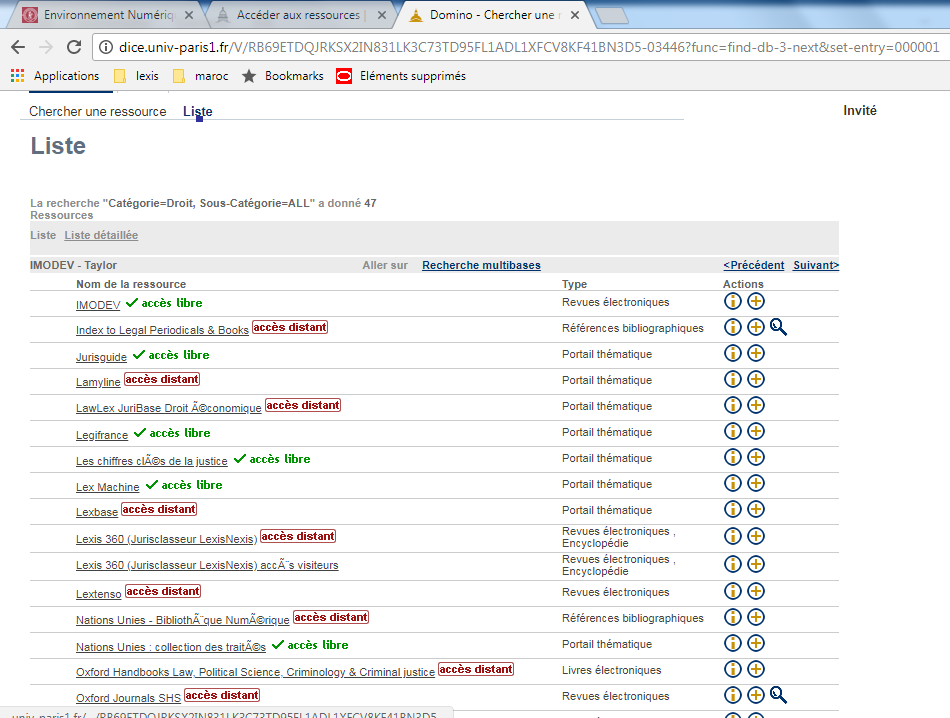 Environnement Numériq
Accéder aux ressources |
Domino - Chercher une r
dice.univ-paris1.fr/V/RB69ETDQJRKSX2IN831LK3C73TD95FL1ADL1XFCV8KF41BN3D5-03446?func=find-db-3-next&set-entry=000001
Applications lexis maroc Bookmarks Eléments supprimés
Chercher une ressource Liste Invité
Liste
La recherche "Catégorie=Droit, Sous-Catégorie=ALL" a donné 47
Ressources
Liste Liste détaillée
IMODEV - Taylor Aller sur Recherche multibases <Précédent Suivant>
Nom de la ressource Type Actions
IMODEV accès libre Revues électroniques
Index to Legal Periodicals & Books accès distant Références bibliographiques
Jurisguide accès libre Portail thématique
Lamyline accès distant Portail thématique
LawLex JuriBase Droit Ã©conomique accès distant Portail thématique
Legifrance accès libre Portail thématique
Les chiffres clÃ©s de la justice accès libre Portail thématique
Lex Machine accès libre Portail thématique
Lexbase accès distant Portail thématique
Lexis 360 (Jurisclasseur LexisNexis) accès distant Revues électroniques ,
Encyclopédie
Lexis 360 (Jurisclasseur LexisNexis) accÃ¨s visiteurs Revues électroniques ,
Encyclopédie
Lextenso accès distant Revues électroniques
Nations Unies - BibliothÃ¨que NumÃ©rique accès distant Références bibliographiques
Nations Unies : collection des traitÃ©s accès libre Portail thématique
Oxford Handbooks Law, Political Science, Criminology & Criminal justice accès distant Livres électroniques
Oxford Journals SHS accès distant Revues électroniques